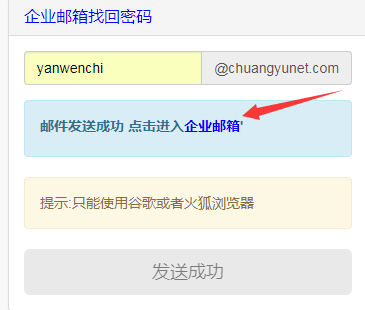 企业邮箱找回密码
yanwenchi @chuangyunet.com
邮件发送成功 点击进入企业邮箱'
提示:只能使用谷歌或者火狐浏览器
发送成功